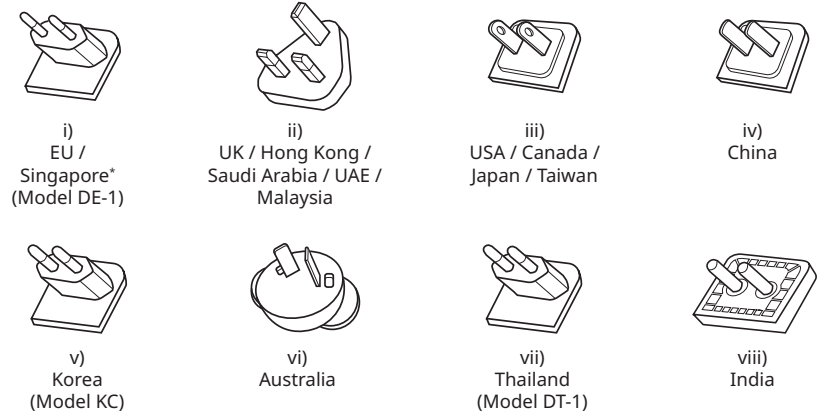 i)
EU /
Singapore*
(Model DE-1)
ii)
UK / Hong Kong /
Saudi Arabia / UAE /
Malaysia
iii)
USA / Canada /
Japan / Taiwan
iv)
China
v)
Korea
(Model KC)
vi)
Australia
vii)
Thailand
(Model DT-1)
viii)
India